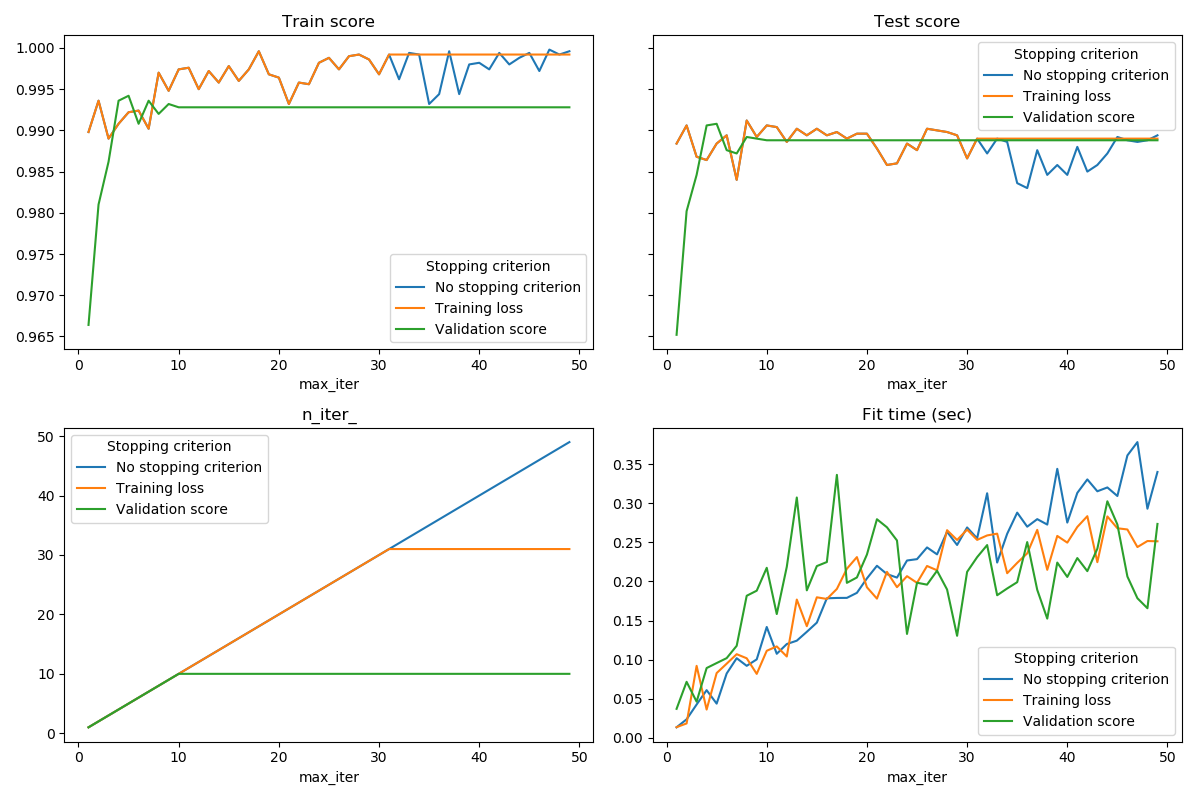 Train score
1.000
0.995
0.990
0.985
0.980
0.975
0.970
0.965
Stopping criterion
No stopping criterion
Training loss
Validation score
0 10 20 30 40 50
max_iter
Test score
Stopping criterion
No stopping criterion
Training loss
Validation score
0 10 20 30 40 50
max_iter
n_iter_
50
40
30
20
10
0
Stopping criterion
No stopping criterion
Training loss
Validation score
0 10 20 30 40 50
max_iter
Fit time (sec)
0.35
0.30
0.25
0.20
0.15
0.10
0.05
0.00
Stopping criterion
No stopping criterion
Training loss
Validation score
0 10 20 30 40 50
max_iter